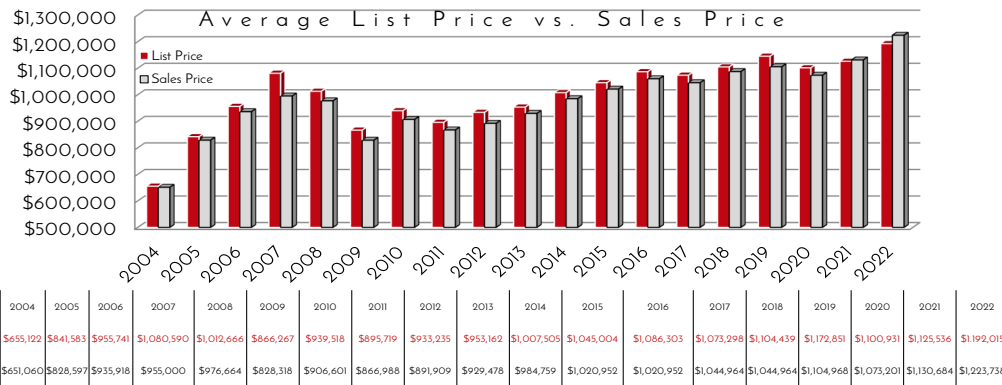 Average List Price vs. Sales Price
$1,300,000
$1,200,000
$1,100,000
$1,000,000
$900,000
$800,000
$700,000
$600,000
$500,000
List Price
Sales Price
2004 2005 2006 2007 2008 2009 2010 2011 2012 2013 2014 2015 2016 2017 2018 2019 2020 2021 2022
2004 2005 2006 2007 2008 2009 2010 2011 2012 2013 2014 2015 2016 2017 2018 2019 2020 2021 2022
$655,122 $841,583 $955,741 $1,080,590 $1,012,666 $866,267 $939,518 $895,719 $933,235 $953,162 $1,007,505 $1,045,004 $1,086,303 $1,073,298 $1,104,439 $1,172,851 $1,100,931 $1,125,536 $1.192,015
$651,060 $828,597 $935,918 $955,000 $976,664 $828,318 $906,601 $866,988 $891,909 $929,478 $984,759 $1,020,952 $1,020,952 $1,044,964 $1,044,964 $1,104,968 $1,073,201 $1,130,684 $1,223,730